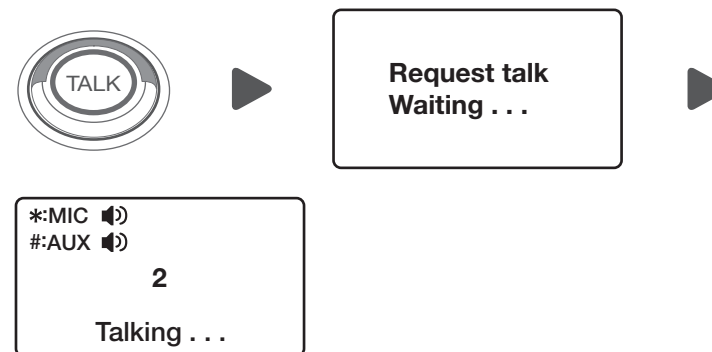 TALK
Request talk
Waiting . . .
*:MIC
#:AUX
2
Talking . . .